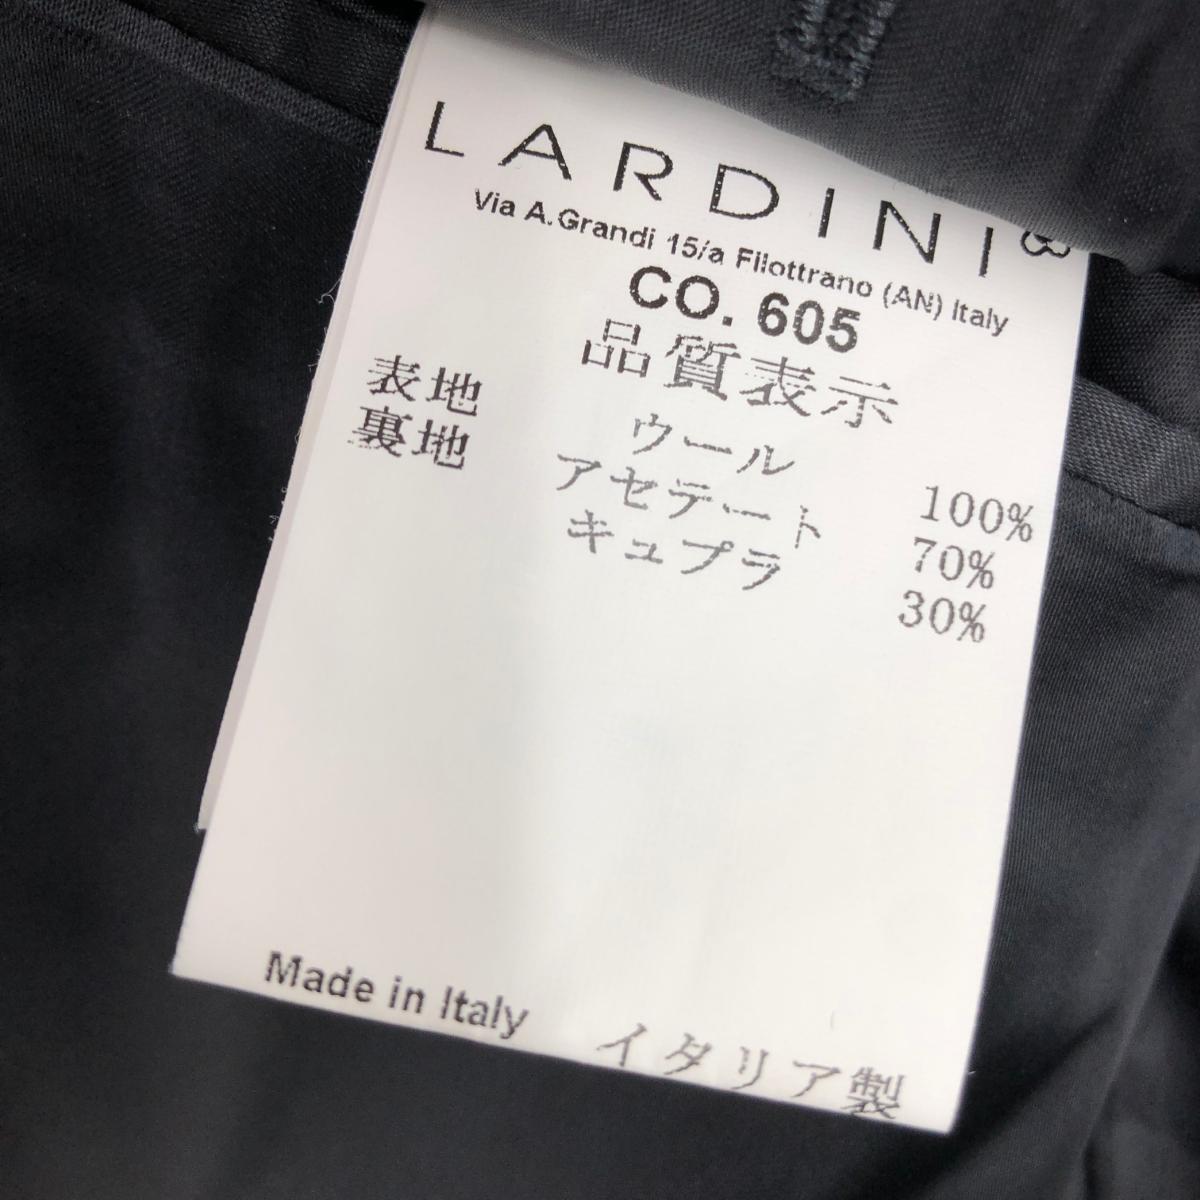 LARDINI
Via A.Grandi 15/a Filottrano (AN) Italy
CO. 605
品質表示
表地 ウール 100%
裏地 アセテート 70%
キュプラ 30%
Made in Italy イタリア製